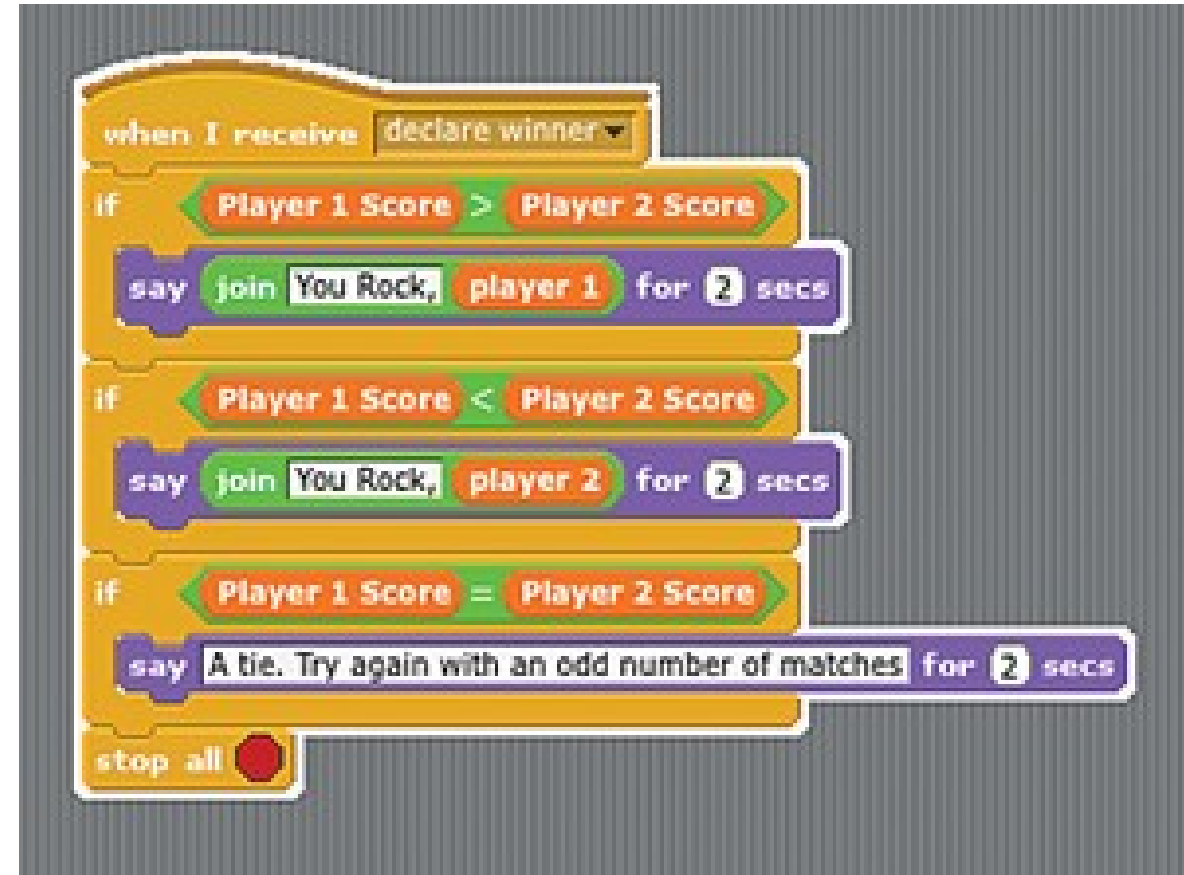 when I receive declare winner
if Player 1 Score > Player 2 Score
say join You Rock, player 1 for 2 secs
if Player 1 Score < Player 2 Score
say join You Rock, player 2 for 2 secs
if Player 1 Score = Player 2 Score
say A tie. Try again with an odd number of matches for 2 secs
stop all